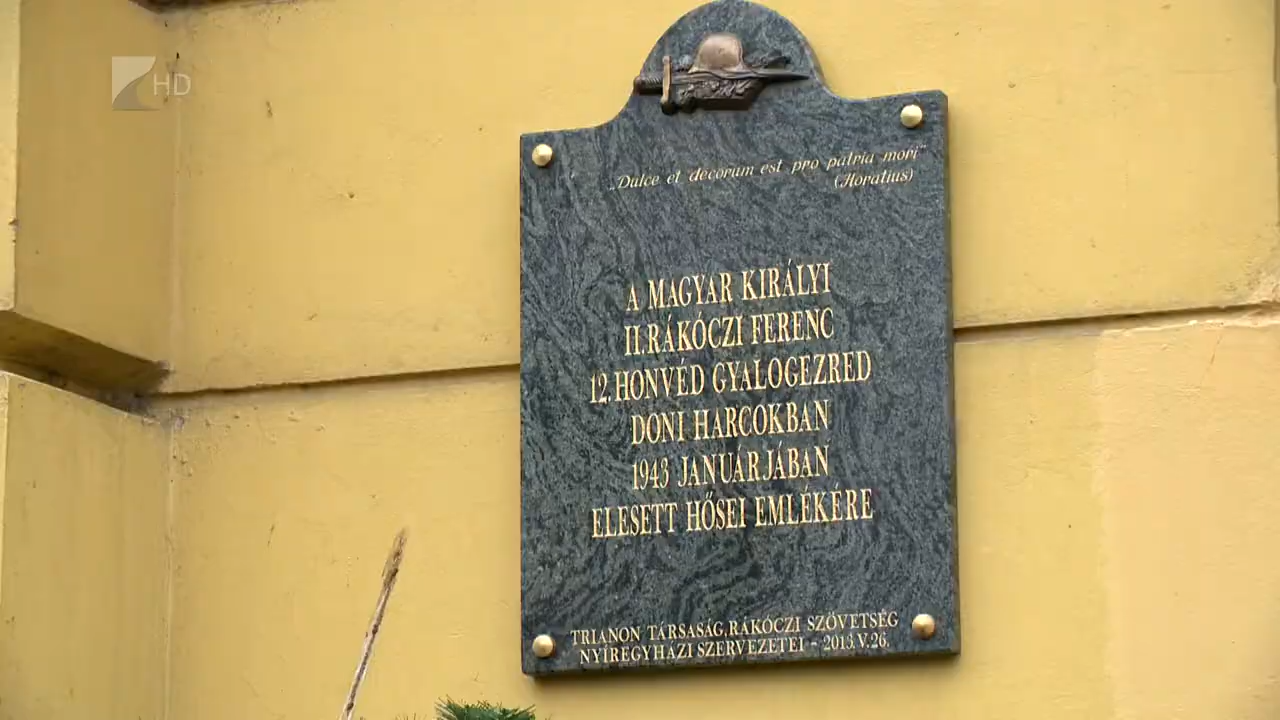 HD
„Dulce et decorum est pro patria mori"
(Horatius)
A MAGYAR KIRÁLYI
II.RÁKÓCZI FERENC
12.HONVÉD GYALOGEZRED
DONI HARCOKBAN
1943 JANUÁRJÁBAN
ELESETT HŐSEI EMLÉKÉRE
TRIANON TÁRSASÁG,RÁKÓCZI SZÖVETSÉG
NYÍREGYHÁZI SZERVEZETEI - 2013.V.26.